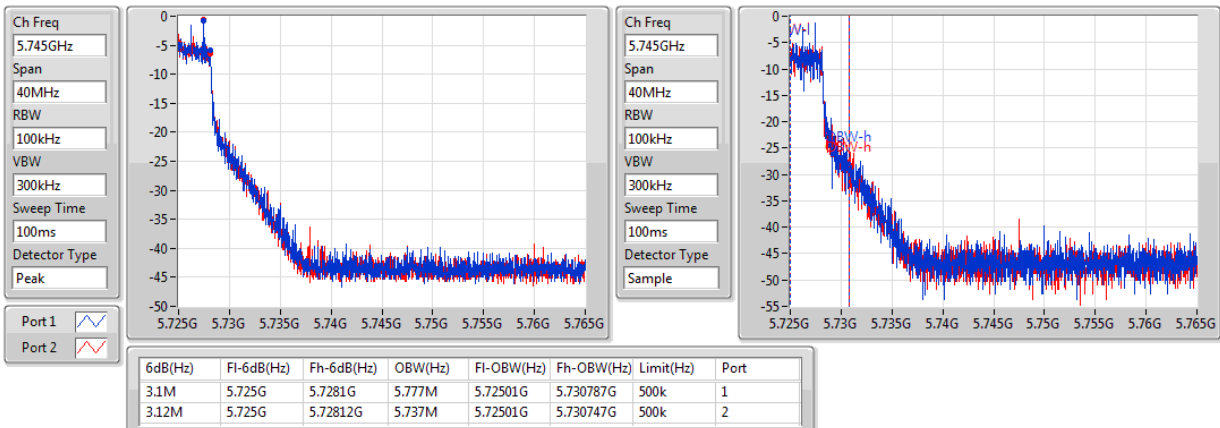 Ch Freq
5.745GHz
Span
40MHz
RBW
100kHz
VBW
300kHz
Sweep Time
100ms
Detector Type
Peak
Port 1
Port 2
0-
-5-
-10-
-15-
-20-
-25-
-30-
-35-
-40-
-45-
-50-
5.725G 5.73G 5.735G 5.74G 5.745G 5.75G 5.755G 5.76G 5.765G
Ch Freq
5.745GHz
Span
40MHz
RBW
100kHz
VBW
300kHz
Sweep Time
100ms
Detector Type
Sample
0-
-5-
-10-
-15-
-20-
-25-
-30-
-35-
-40-
-45-
-50-
-55-
BW-h
BW-h
5.725G 5.73G 5.735G 5.74G 5.745G 5.75G 5.755G 5.76G 5.765G
6dB(Hz) Fl-6dB(Hz) Fh-6dB(Hz) OBW(Hz) Fl-OBW(Hz) Fh-OBW(Hz) Limit(Hz) Port
3.1M 5.725G 5.7281G 5.777M 5.72501G 5.730787G 500k 1
3.12M 5.725G 5.72812G 5.737M 5.72501G 5.730747G 500k 2